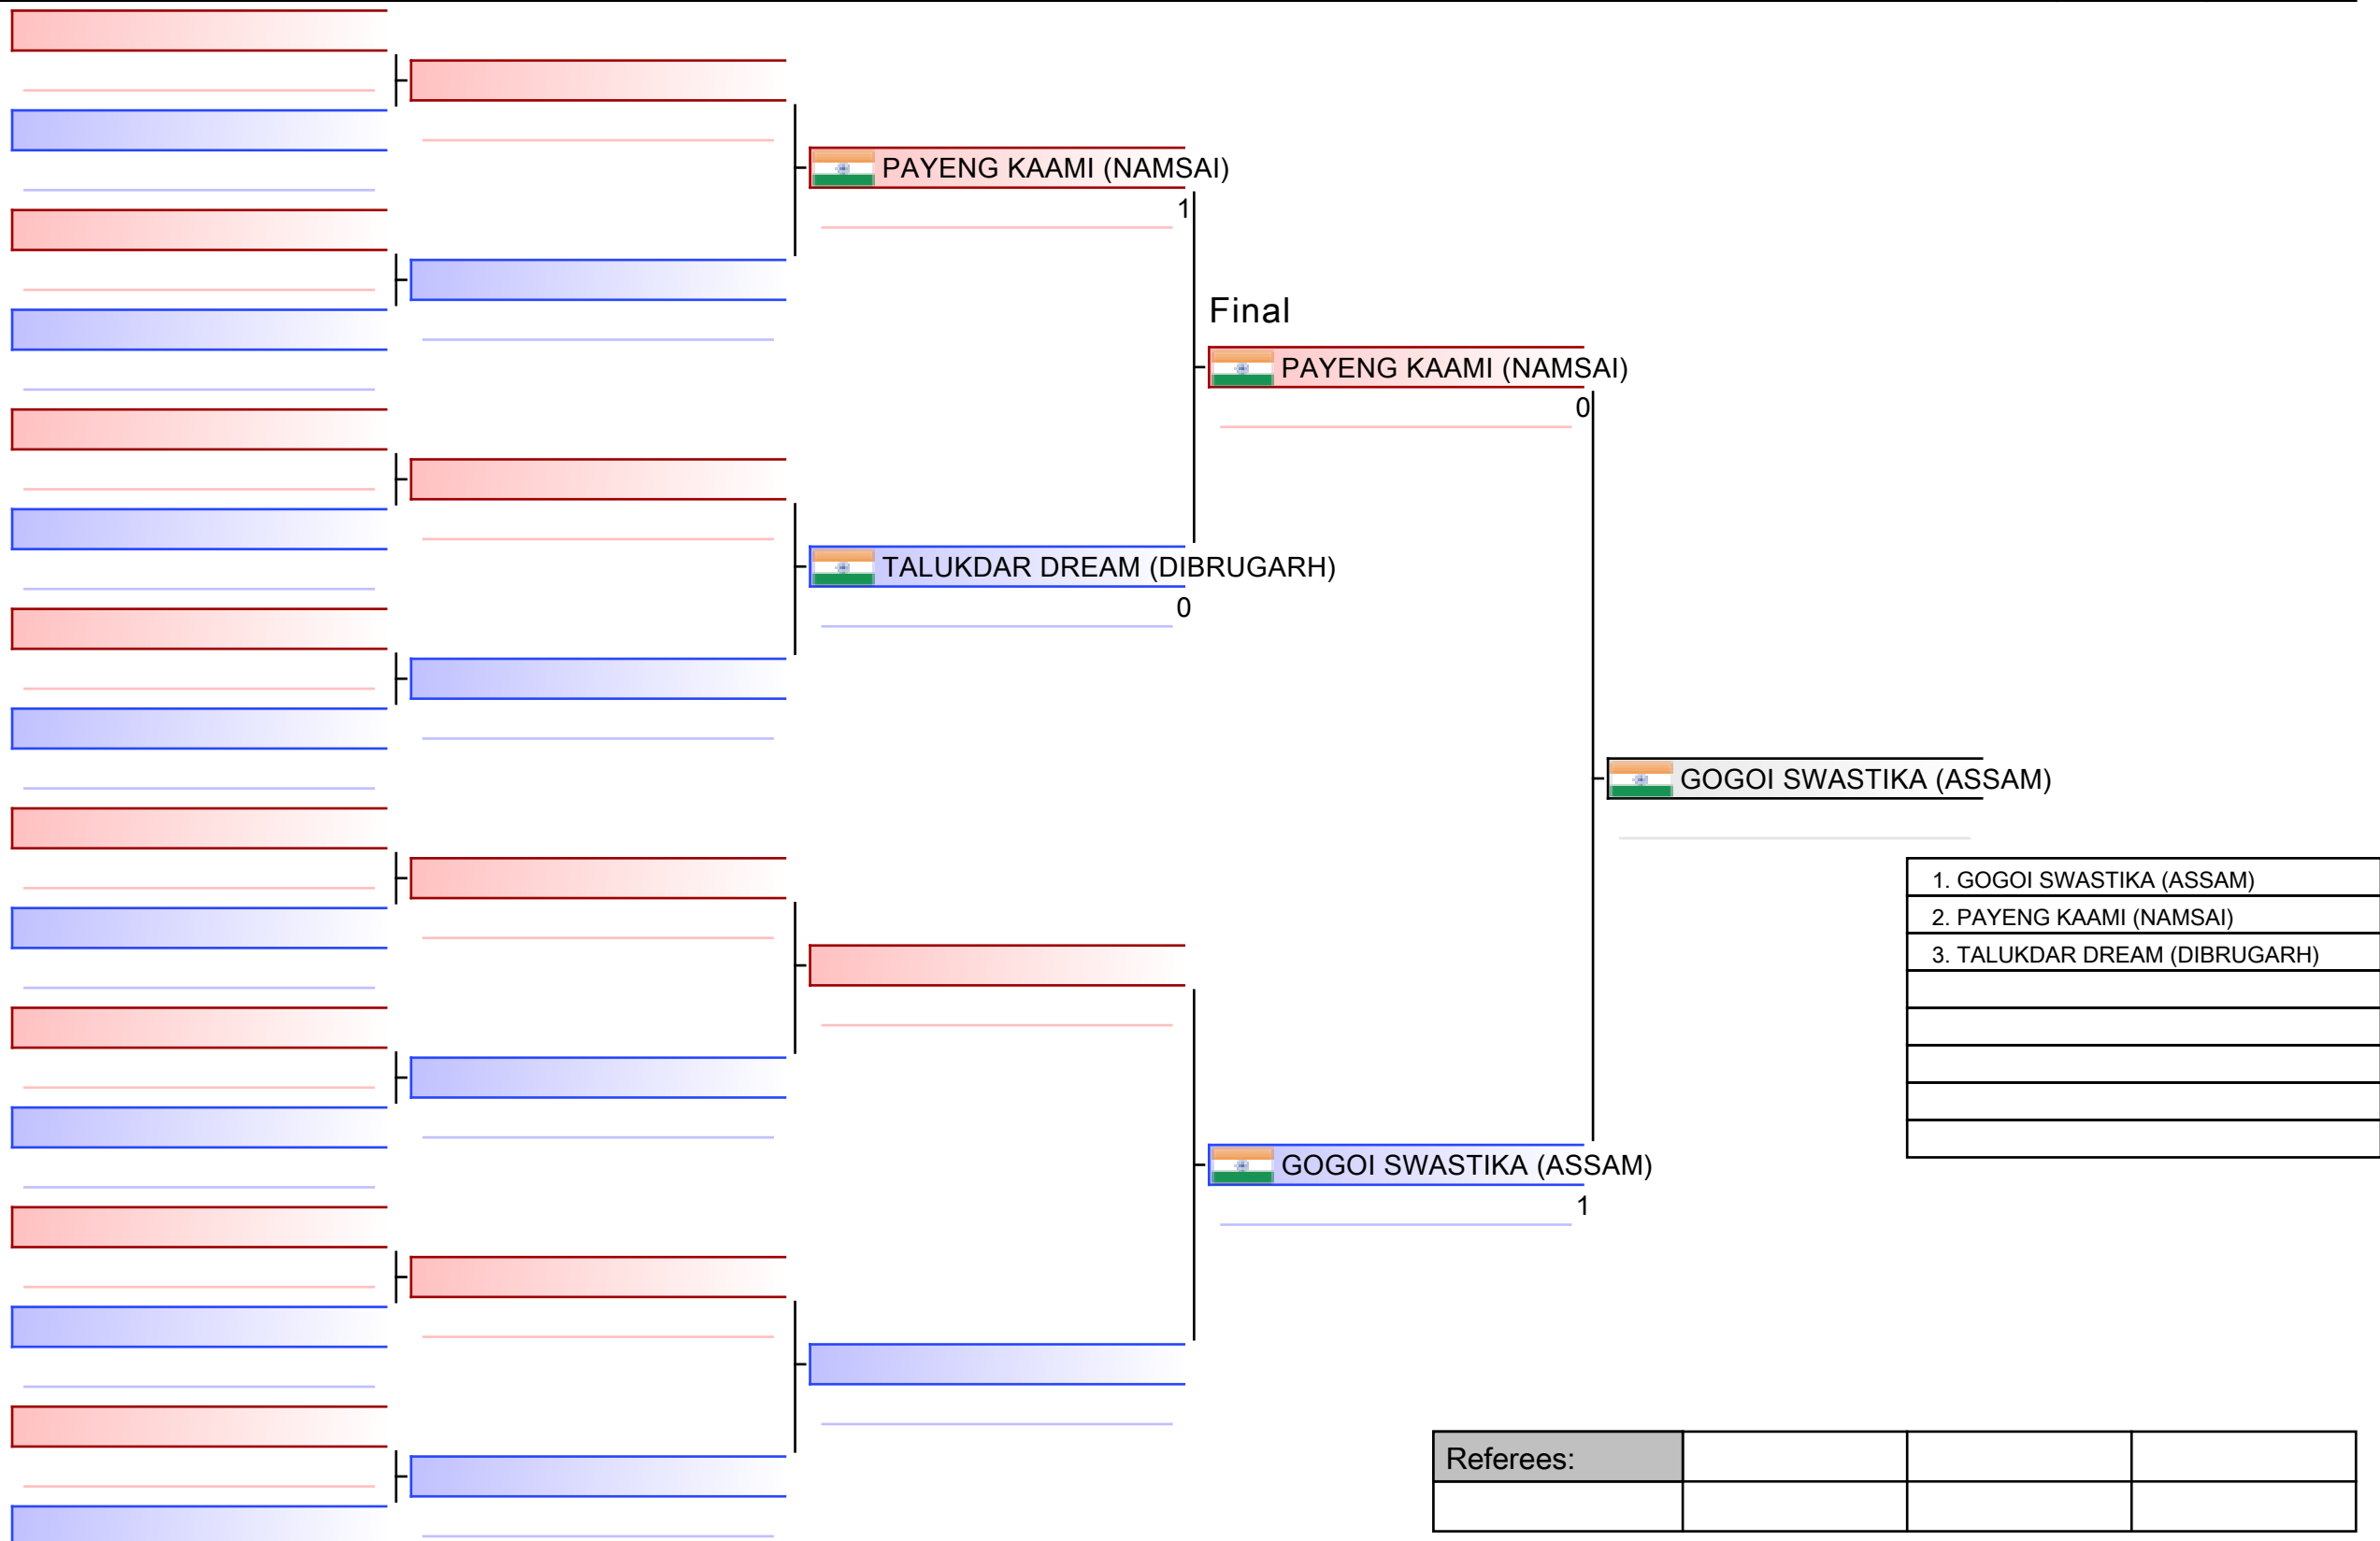 PAYENG KAAMI (NAMSAI)
1
Final
PAYENG KAAMI (NAMSAI)
0
TALUKDAR DREAM (DIBRUGARH)
0
GOGOI SWASTIKA (ASSAM)
1. GOGOI SWASTIKA (ASSAM)
2. PAYENG KAAMI (NAMSAI)
3. TALUKDAR DREAM (DIBRUGARH)
GOGOI SWASTIKA (ASSAM)
1
Referees: